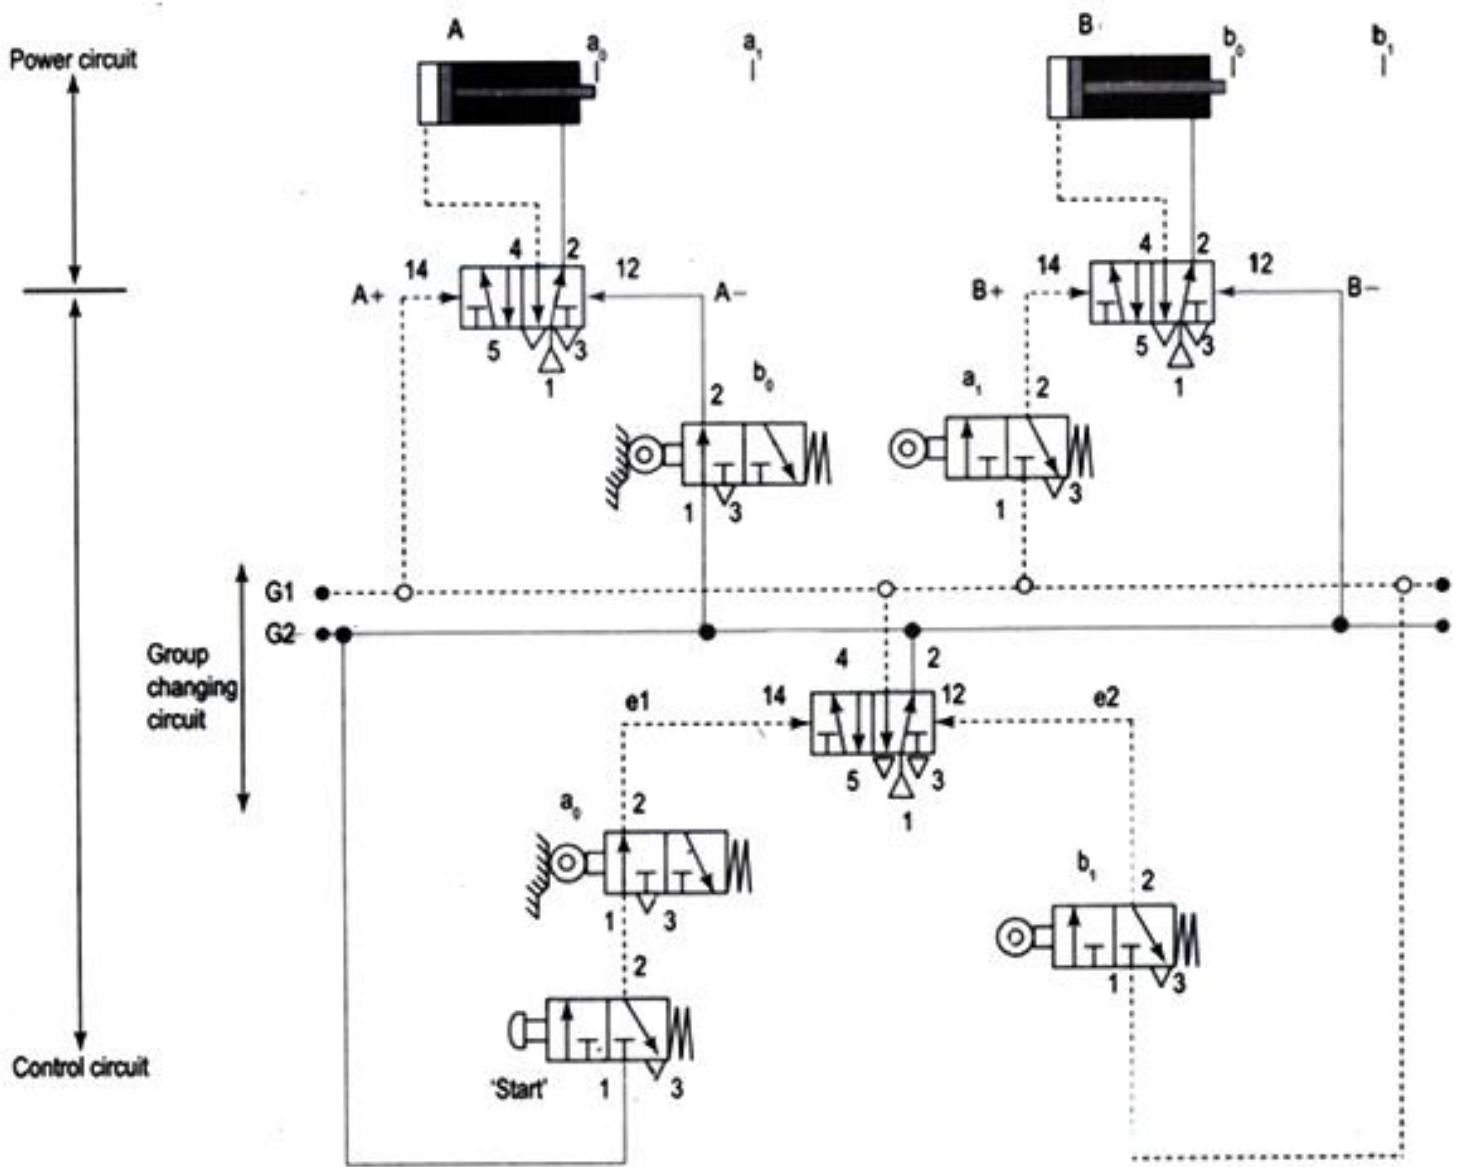 Power circuit
A
a₀
a₁
B
b₀
b₁
4 2
14 12
A+ A−
5 3
1
4 2
14 12
B+ B−
5 3
1
2 b₀
1 3
a₁ 2
1 3
G1
G2
Group
changing
circuit
4 2
e1 14 12 e2
5 3
1
a₀ 2
1 3
b₁ 2
1 3
2
'Start' 1 3
Control circuit